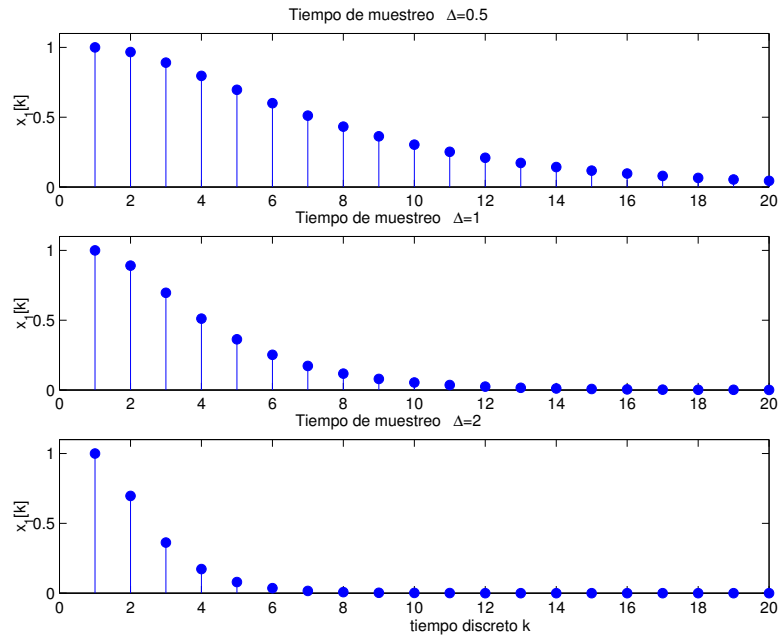 Tiempo de muestreo Δ=0.5
x1[k]
1
0.5
0
0 2 4 6 8 10 12 14 16 18 20
Tiempo de muestreo Δ=1
x1[k]
1
0.5
0
0 2 4 6 8 10 12 14 16 18 20
Tiempo de muestreo Δ=2
x1[k]
1
0.5
0
0 2 4 6 8 10 12 14 16 18 20
tiempo discreto k